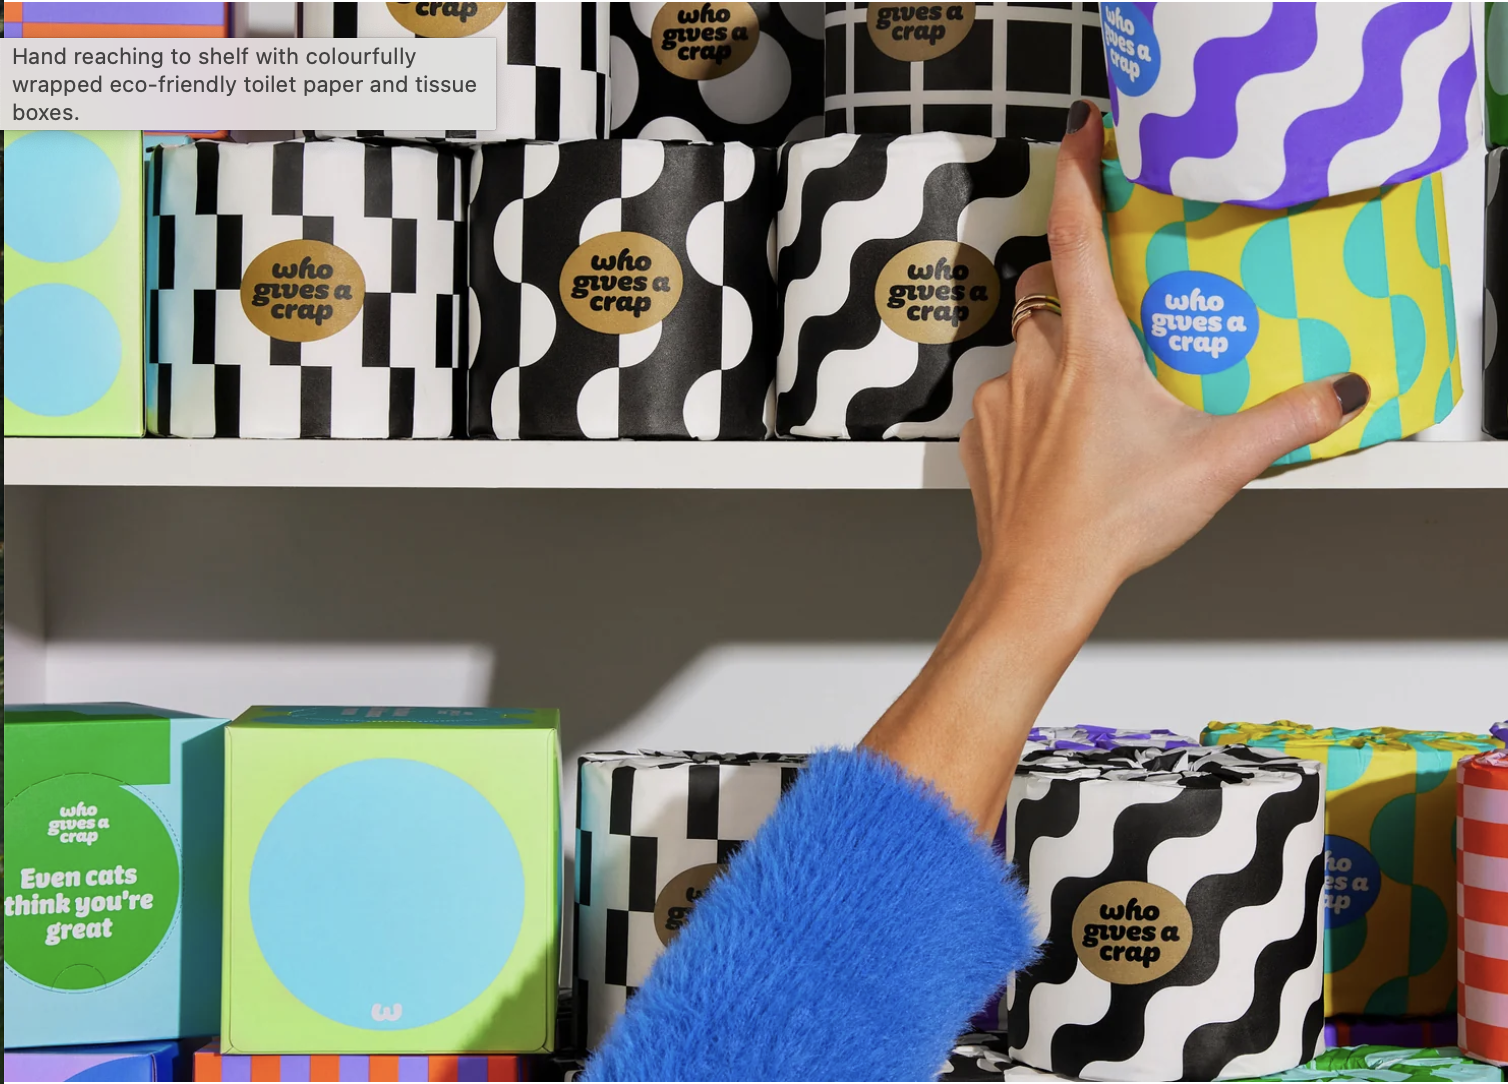 crap
who
gives a
crap
gives a
crap
who
gives a
crap
Hand reaching to shelf with colourfully
wrapped eco-friendly toilet paper and tissue
boxes.
who
gives a
crap
who
gives a
crap
who
gives a
crap
who
gives a
crap
who
gives a
crap
Even cats
think you're
great
w
who
gives a
crap